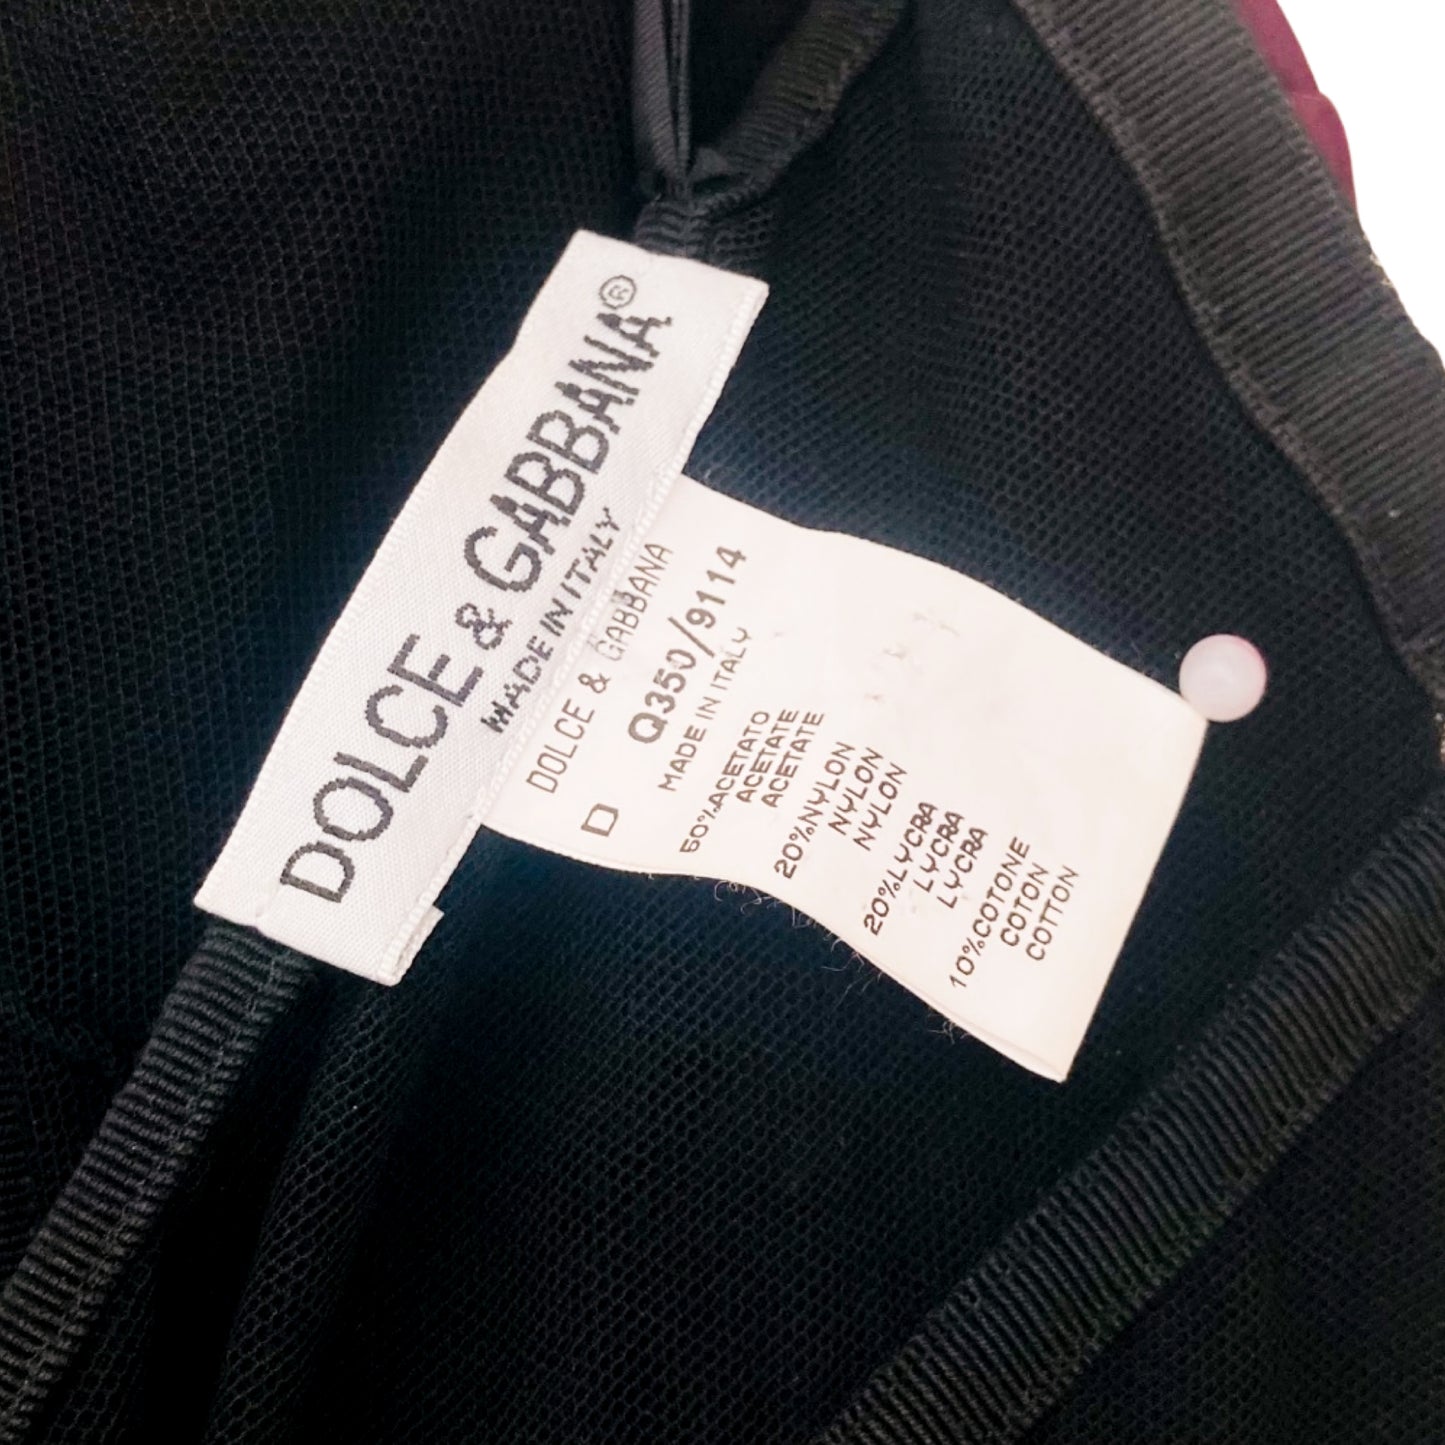 DOLCE & GABBANA®
MADE IN ITALY
DOLCE & GABBANA
D
Q350/9114
MADE IN ITALY
50%ACETATO
ACETATE
ACETATE
20%NYLON
NYLON
NYLON
20%LYCRA
LYCRA
LYCRA
10%COTONE
COTON
COTTON